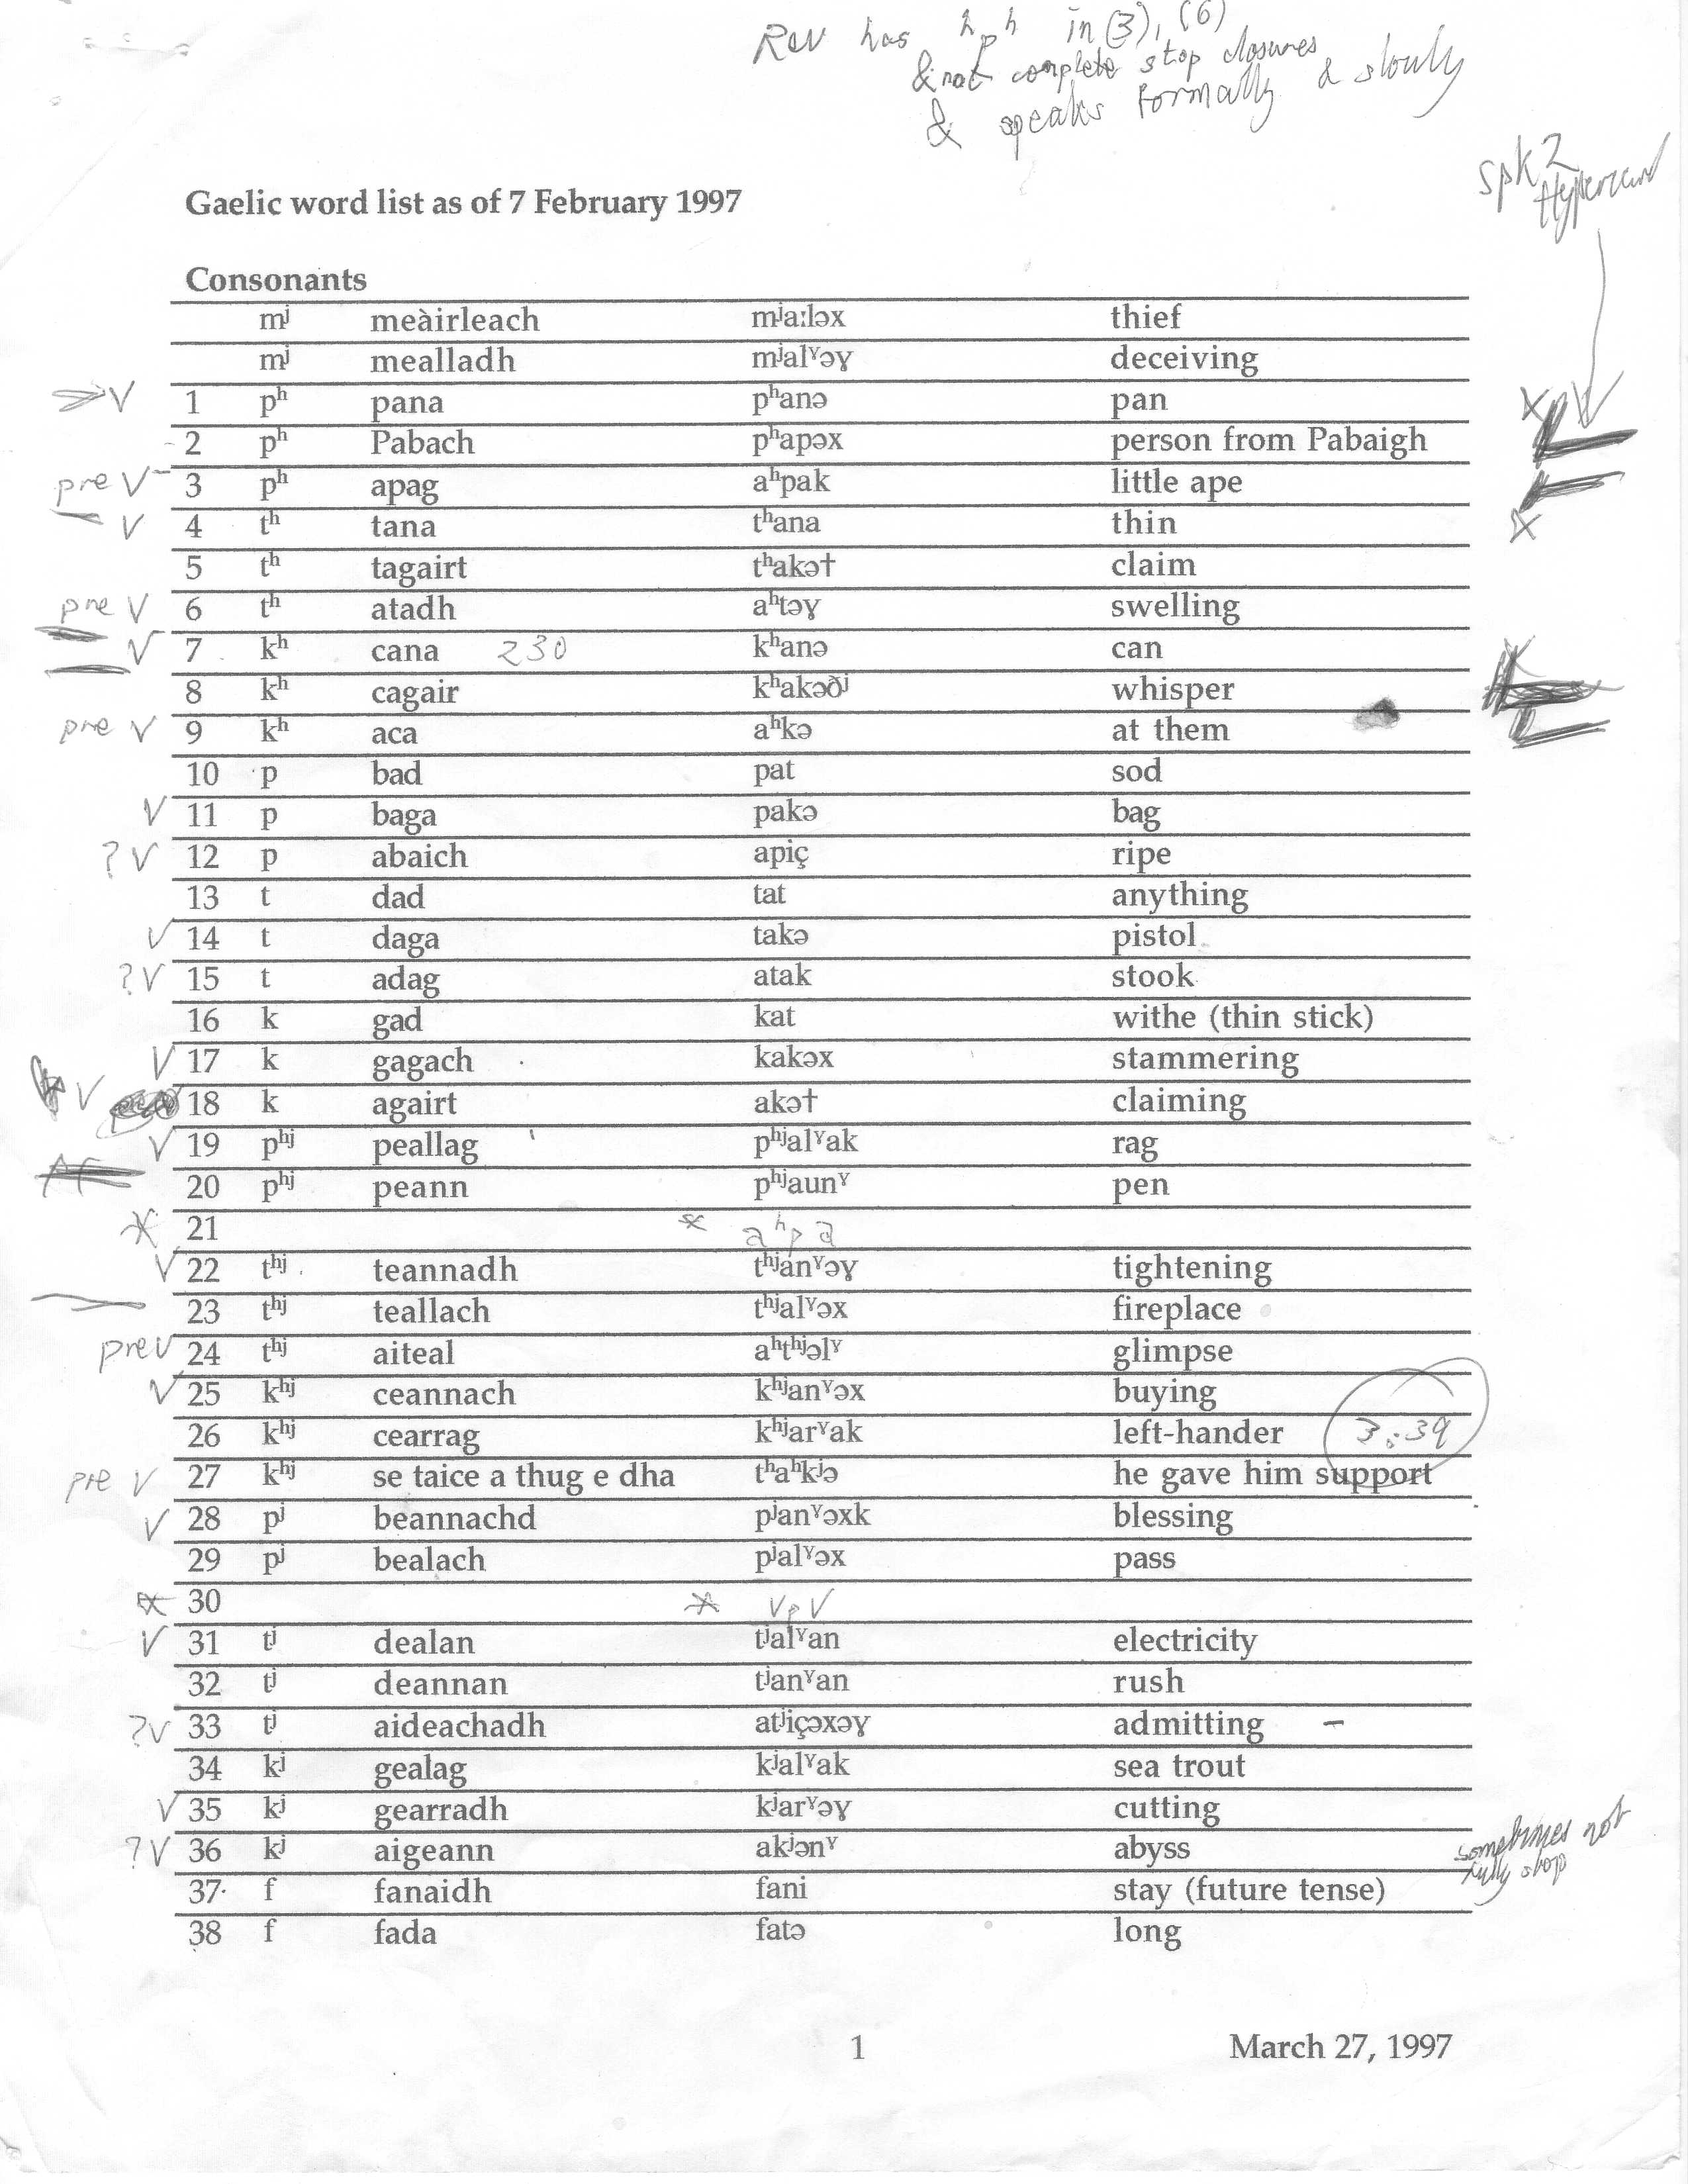 Rev has ʰpʰ in (3), (6)
& not complete stop closures
& speaks formally & slowly
spk 2
Gaelic word list as of 7 February 1997
Consonants
mʲ meàirleach mʲaːləx thief
mʲ mealladh mʲalˠəɣ deceiving
V 1 pʰ pana pʰanə pan
2 pʰ Pabach pʰapəx person from Pabaigh
pre V 3 pʰ apag aʰpak little ape
V 4 tʰ tana tʰana thin
5 tʰ tagairt tʰakə† claim
pre V 6 tʰ atadh aʰtəɣ swelling
V 7 kʰ cana 230 kʰanə can
8 kʰ cagair kʰakəðʲ whisper
pre V 9 kʰ aca aʰkə at them
10 p bad pat sod
V 11 p baga pakə bag
?V 12 p abaich apiç ripe
13 t dad tat anything
V 14 t daga takə pistol
?V 15 t adag atak stook
16 k gad kat withe (thin stick)
V 17 k gagach kakəx stammering
V 18 k agairt akə† claiming
V 19 pʰʲ peallag pʰʲalˠak rag
20 pʰʲ peann pʰʲaunˠ pen
* 21 * aʰpə
V 22 tʰʲ teannadh tʰʲanˠəɣ tightening
23 tʰʲ teallach tʰʲalˠəx fireplace
pre V 24 tʰʲ aiteal aʰtʰʲəlˠ glimpse
V 25 kʰʲ ceannach kʰʲanˠəx buying
26 kʰʲ cearrag kʰʲarˠak left-hander 3:39
pre V 27 kʰʲ se taice a thug e dha tʰaʰkʲə he gave him support
V 28 pʲ beannachd pʲanˠəxk blessing
29 pʲ bealach pʲalˠəx pass
* 30 * VpV
V 31 tʲ dealan tʲalˠan electricity
32 tʲ deannan tʲanˠan rush
?V 33 tʲ aideachadh atʲiçəxəɣ admitting –
34 kʲ gealag kʲalˠak sea trout
V 35 kʲ gearradh kʲarˠəɣ cutting
?V 36 kʲ aigeann akʲənˠ abyss
sometimes not
fully stop
37 f fanaidh fani stay (future tense)
38 f fada fatə long
1 March 27, 1997